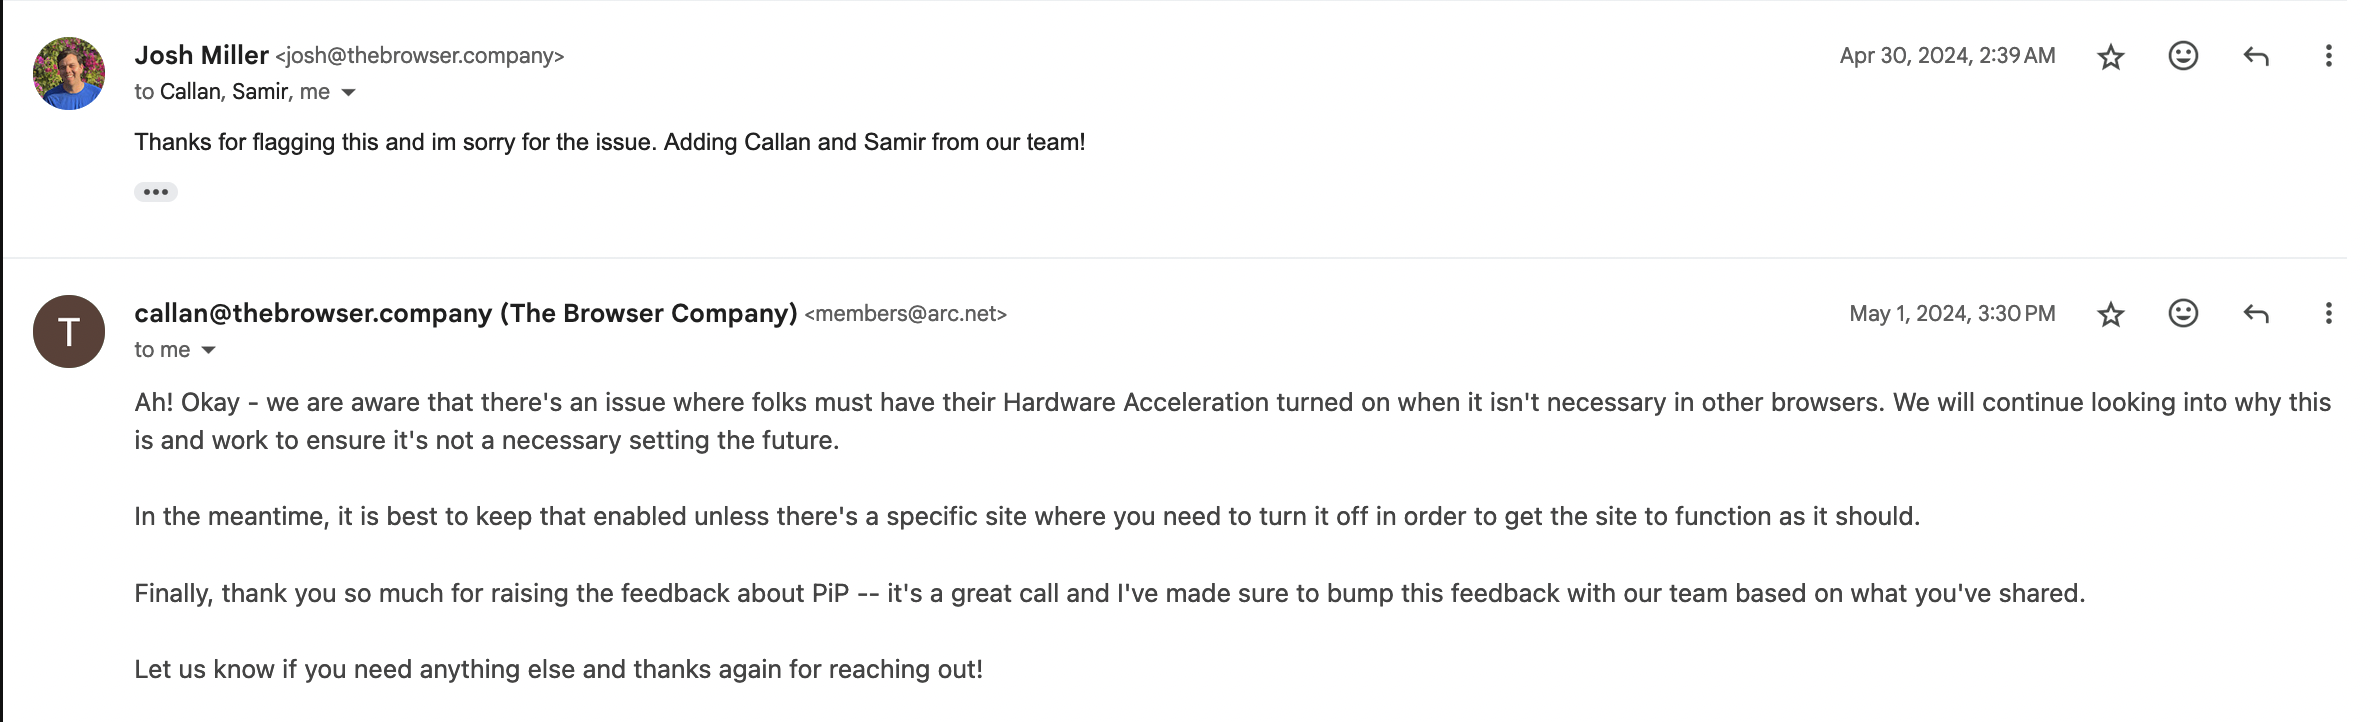 Josh Miller <josh@thebrowser.company>
Apr 30, 2024, 2:39 AM
to Callan, Samir, me
Thanks for flagging this and im sorry for the issue. Adding Callan and Samir from our team!
T
callan@thebrowser.company (The Browser Company) <members@arc.net>
May 1, 2024, 3:30 PM
to me
Ah! Okay - we are aware that there's an issue where folks must have their Hardware Acceleration turned on when it isn't necessary in other browsers. We will continue looking into why this
is and work to ensure it's not a necessary setting the future.
In the meantime, it is best to keep that enabled unless there's a specific site where you need to turn it off in order to get the site to function as it should.
Finally, thank you so much for raising the feedback about PiP -- it's a great call and I've made sure to bump this feedback with our team based on what you've shared.
Let us know if you need anything else and thanks again for reaching out!